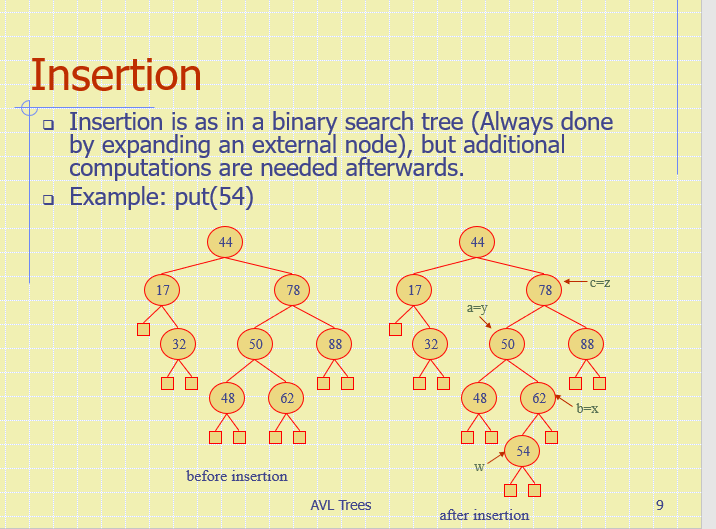 Insertion
Insertion is as in a binary search tree (Always done
by expanding an external node), but additional
computations are needed afterwards.
Example: put(54)
44
17
78
32
50
88
48
62
before insertion
44
17
78
c=z
a=y
32
50
88
48
62
b=x
54
w
after insertion
AVL Trees
9